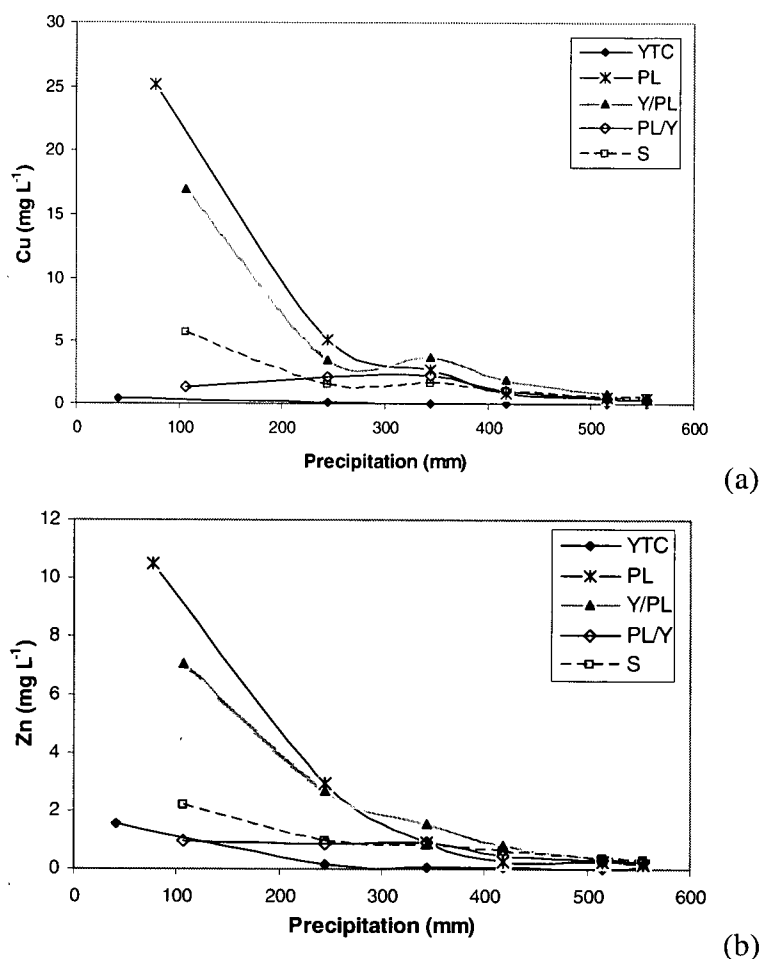 30
25
20
15
10
5
0
Cu (mg L⁻¹)
YTC
PL
Y/PL
PL/Y
S
0 100 200 300 400 500 600
Precipitation (mm)
(a)
12
10
8
6
4
2
0
Zn (mg L⁻¹)
YTC
PL
Y/PL
PL/Y
S
0 100 200 300 400 500 600
Precipitation (mm)
(b)